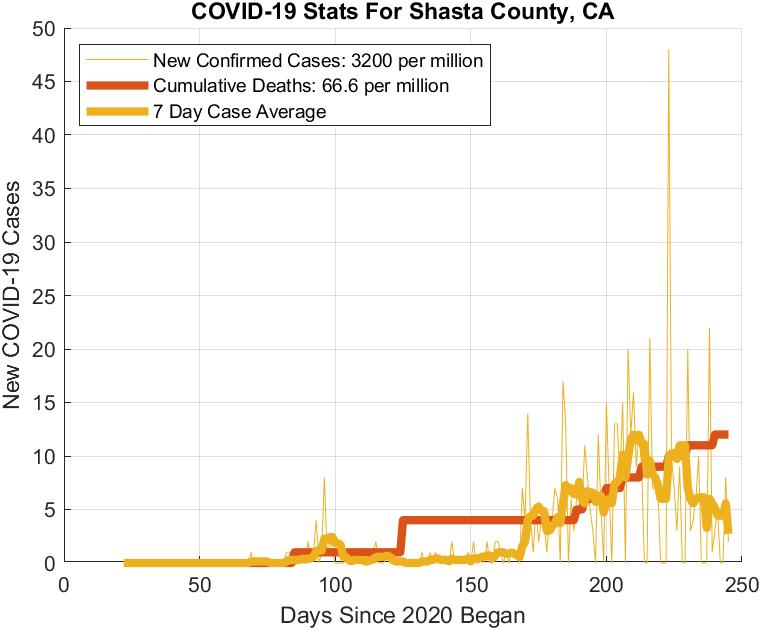 COVID-19 Stats For Shasta County, CA
New Confirmed Cases: 3200 per million
Cumulative Deaths: 66.6 per million
7 Day Case Average
New COVID-19 Cases
50
45
40
35
30
25
20
15
10
5
0
0 50 100 150 200 250
Days Since 2020 Began